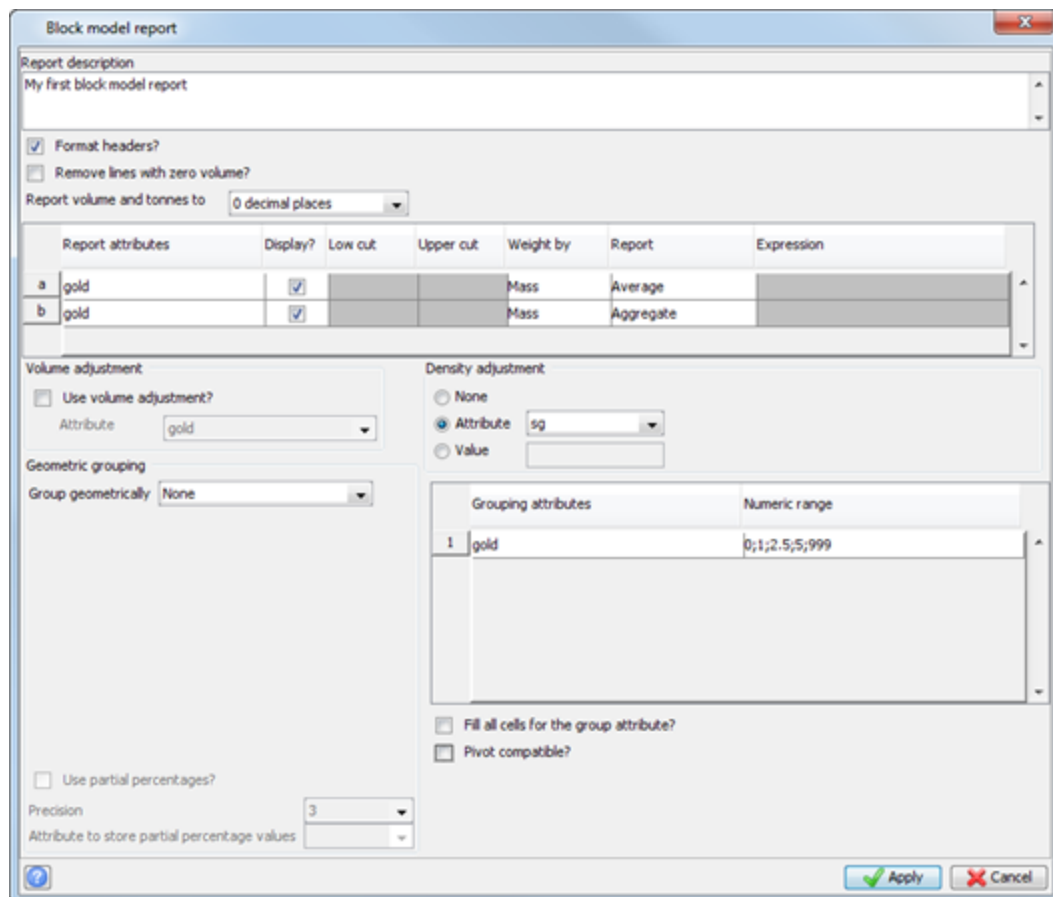 Block model report
Report description
My first block model report
Format headers?
Remove lines with zero volume?
Report volume and tonnes to 0 decimal places
Report attributes Display? Low cut Upper cut Weight by Report Expression
a gold Mass Average
b gold Mass Aggregate
Volume adjustment
Use volume adjustment?
Attribute gold
Density adjustment
None
Attribute sg
Value
Geometric grouping
Group geometrically None
Grouping attributes Numeric range
1 gold 0;1;2.5;5;999
Fill all cells for the group attribute?
Pivot compatible?
Use partial percentages?
Precision 3
Attribute to store partial percentage values
? Apply Cancel